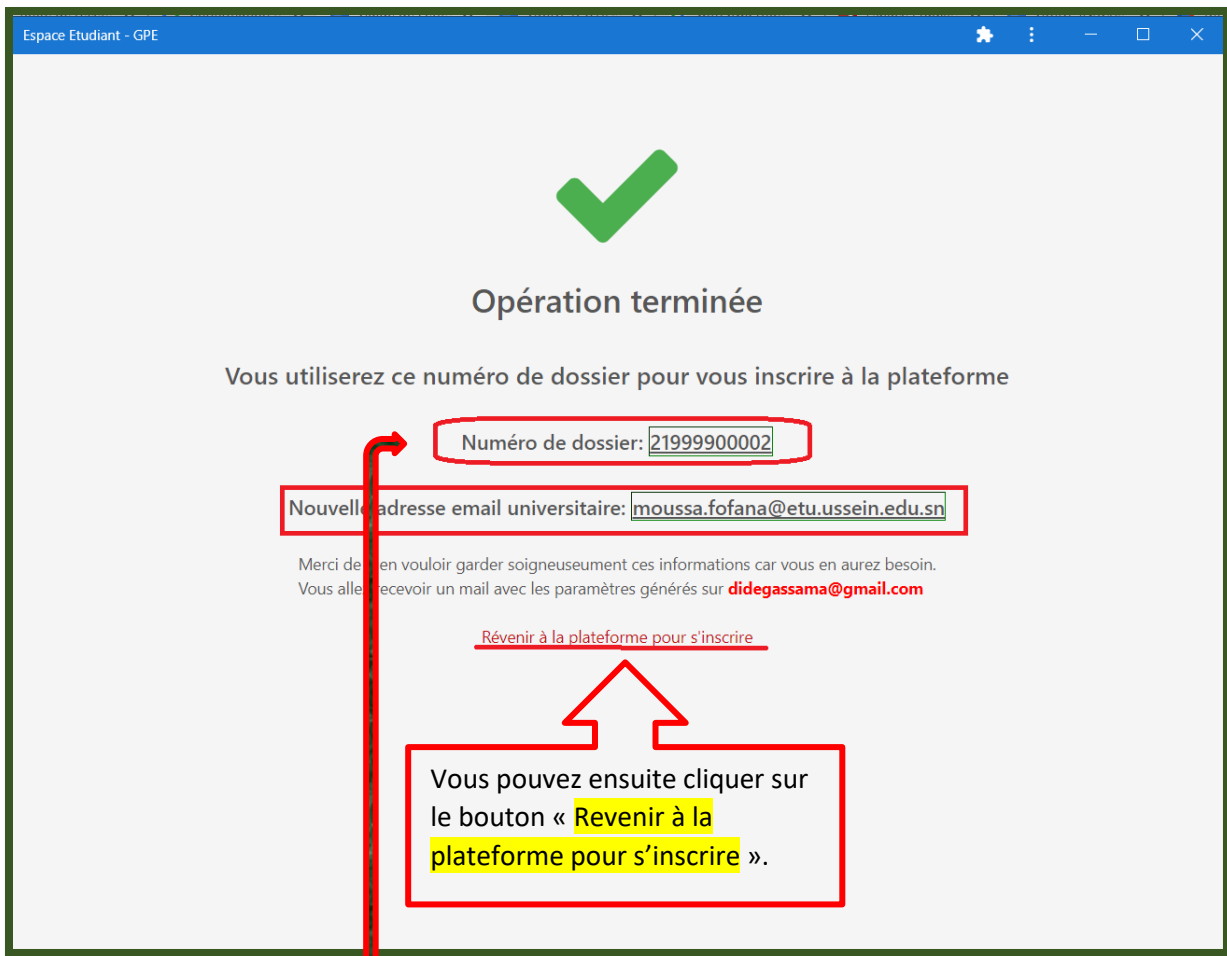 Espace Etudiant - GPE
Opération terminée
Vous utiliserez ce numéro de dossier pour vous inscrire à la plateforme
Numéro de dossier: 21999900002
Nouvelle adresse email universitaire: moussa.fofana@etu.ussein.edu.sn
Merci de bien vouloir garder soigneuseument ces informations car vous en aurez besoin.
Vous allez recevoir un mail avec les paramètres générés sur didegassama@gmail.com
Révenir à la plateforme pour s'inscrire
Vous pouvez ensuite cliquer sur
le bouton « Revenir à la
plateforme pour s’inscrire ».